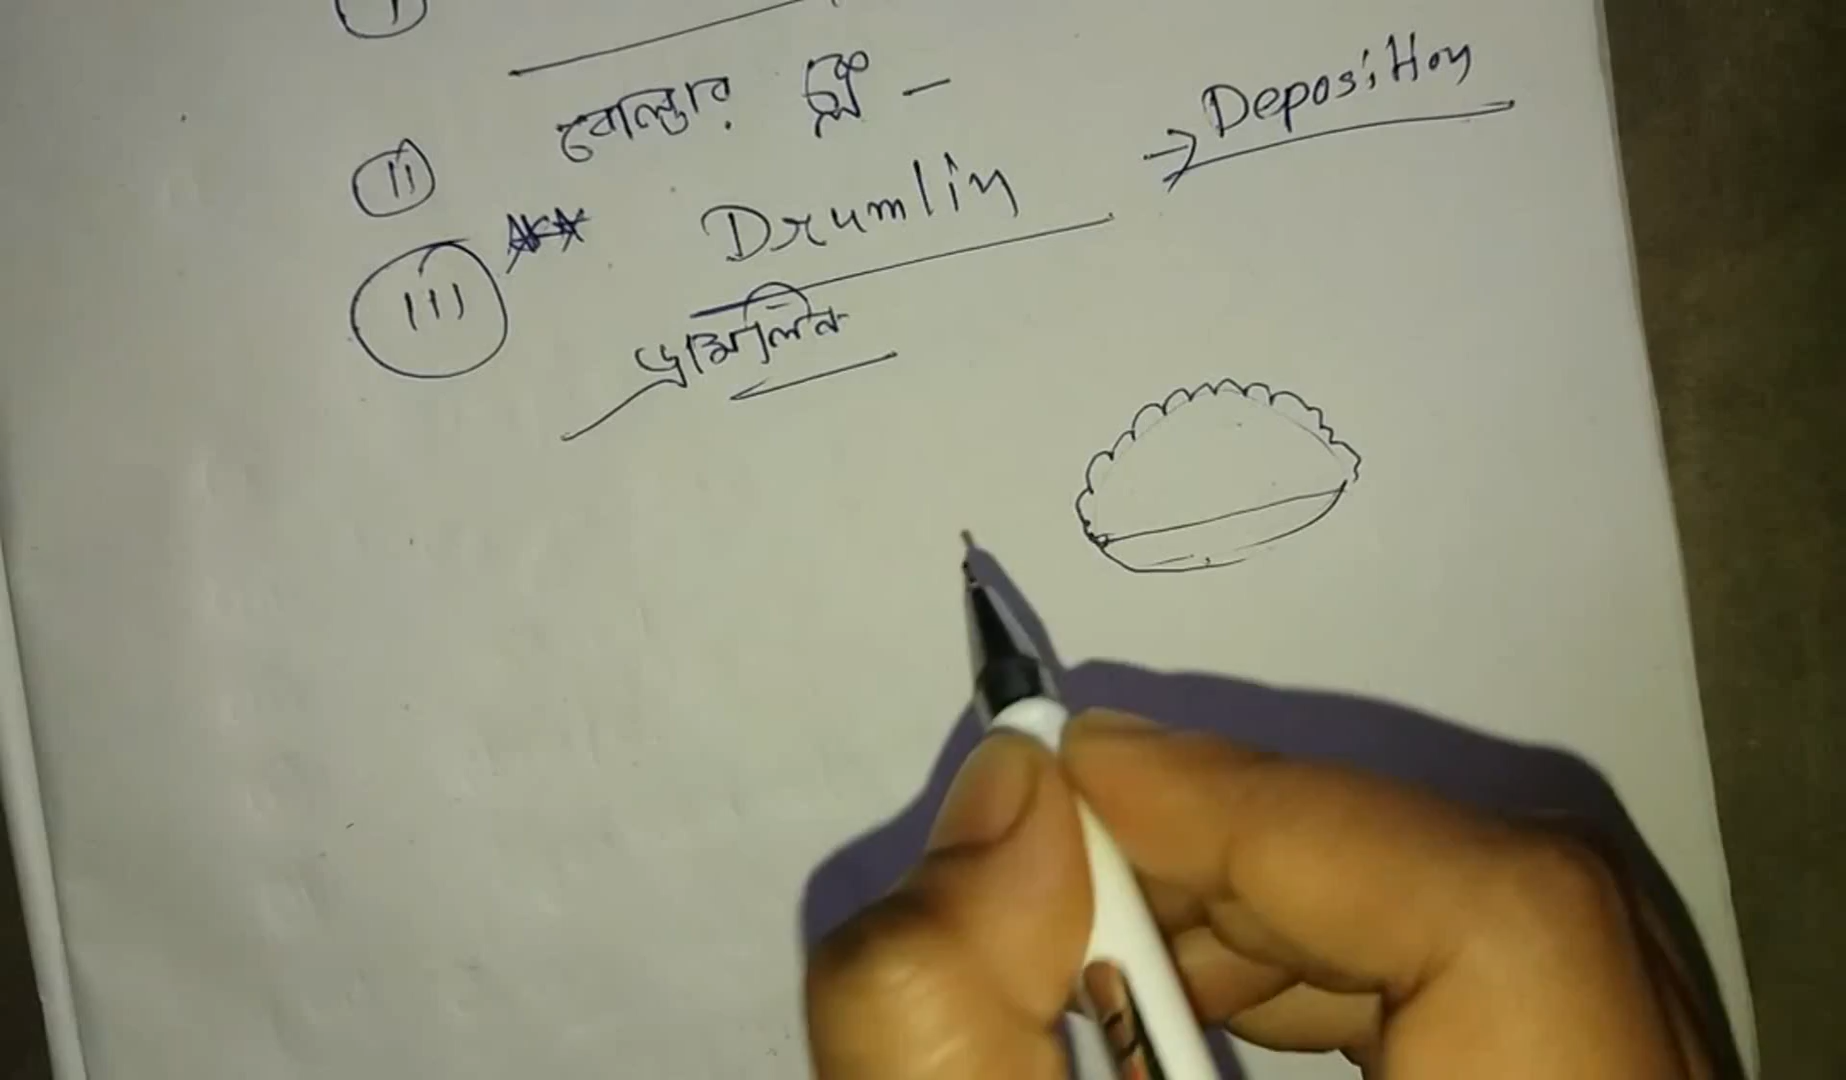 (i)
(ii) বোল্ডার ক্লে –
→ Deposition
(iii) Drumlin
ড্রামলিন